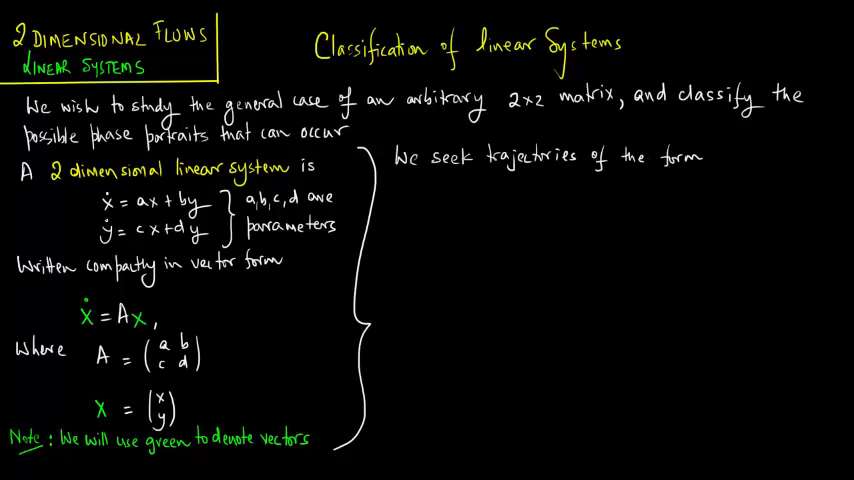 2 DIMENSIONAL FLOWS
LINEAR SYSTEMS
Classification of linear Systems
We wish to study the general case of an arbitrary 2x2 matrix, and classify the
possible phase portraits that can occur
A 2 dimensional linear system is
ẋ = ax + by
ẏ = cx + dy
a,b,c,d are
parameters
Written compactly in vector form
ẋ = Ax,
Where A = (a b
c d)
x = (x
y)
Note: We will use green to denote vectors
We seek trajectories of the form